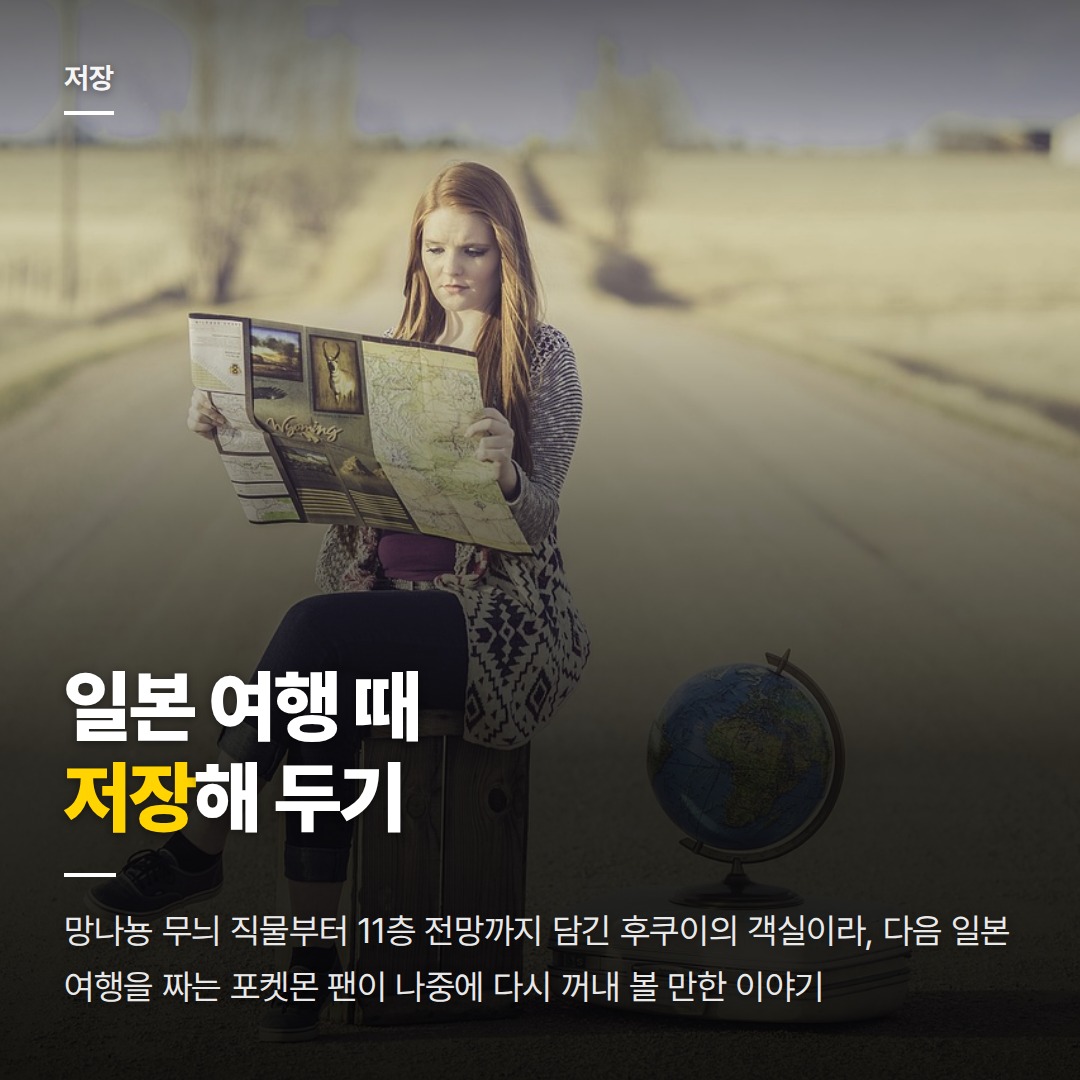 저장
Wyoming
일본 여행 때
저장해 두기
망나뇽 무늬 직물부터 11층 전망까지 담긴 후쿠이의 객실이라, 다음 일본
여행을 짜는 포켓몬 팬이 나중에 다시 꺼내 볼 만한 이야기